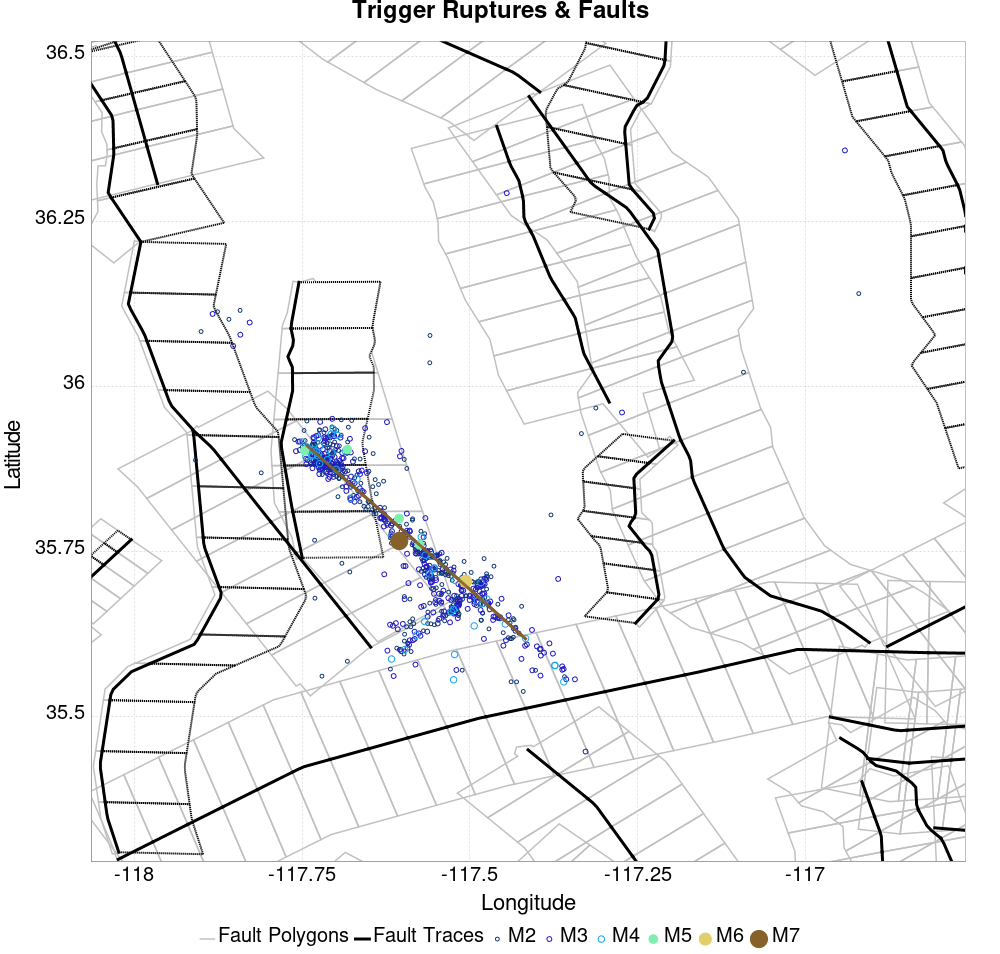 Trigger Ruptures & Faults
36.5
36.25
36
35.75
35.5
Latitude
-118
-117.75
-117.5
-117.25
-117
Longitude
Fault Polygons Fault Traces M2 M3 M4 M5 M6 M7